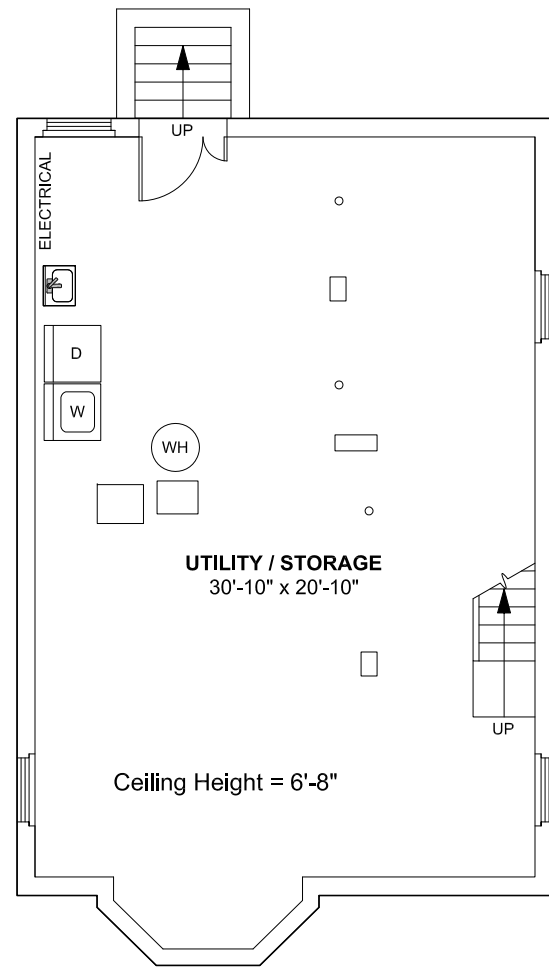 UP
ELECTRICAL
D
W
WH
UTILITY / STORAGE
30'-10" x 20'-10"
UP
Ceiling Height = 6'-8"